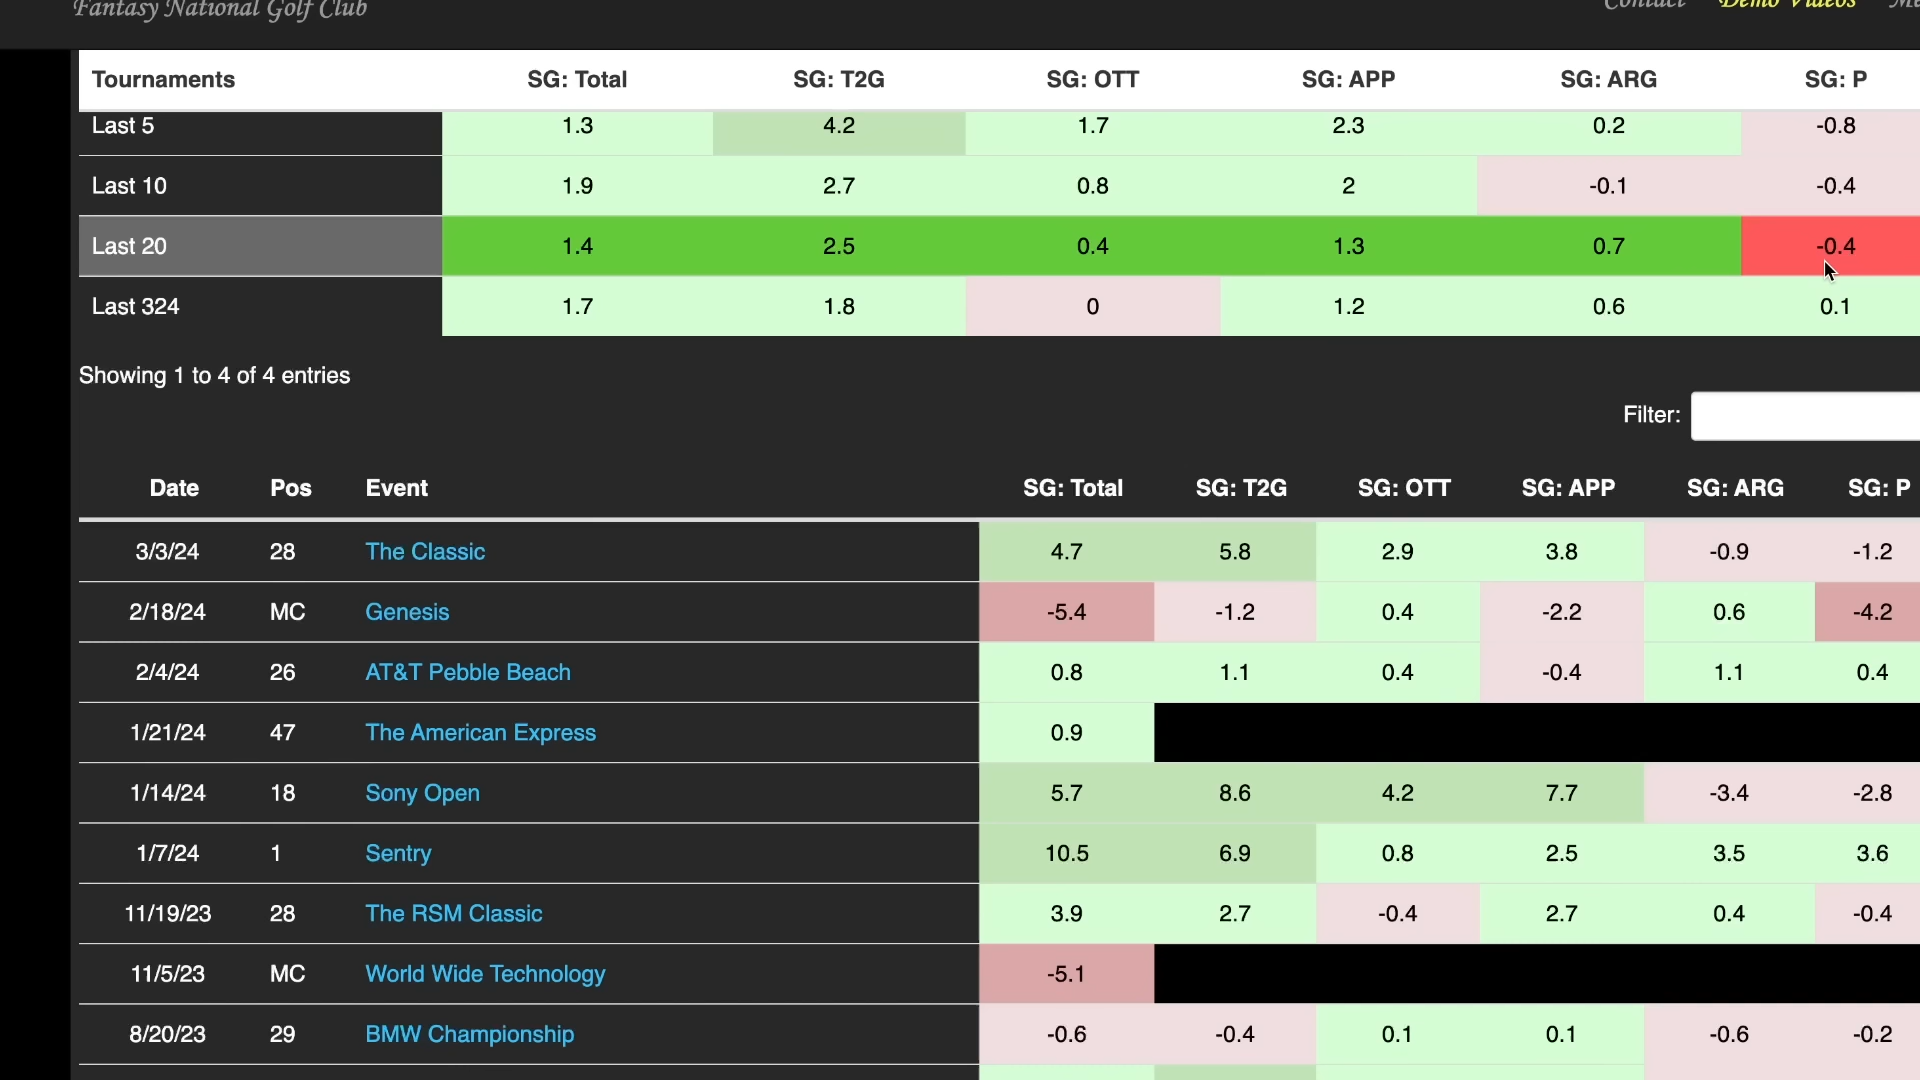 Fantasy National Golf Club Contact Demo Videos
Tournaments SG: Total SG: T2G SG: OTT SG: APP SG: ARG SG: P
Last 5 1.3 4.2 1.7 2.3 0.2 -0.8
Last 10 1.9 2.7 0.8 2 -0.1 -0.4
Last 20 1.4 2.5 0.4 1.3 0.7 -0.4
Last 324 1.7 1.8 0 1.2 0.6 0.1
Showing 1 to 4 of 4 entries
Filter:
Date Pos Event SG: Total SG: T2G SG: OTT SG: APP SG: ARG SG: P
3/3/24 28 The Classic 4.7 5.8 2.9 3.8 -0.9 -1.2
2/18/24 MC Genesis -5.4 -1.2 0.4 -2.2 0.6 -4.2
2/4/24 26 AT&T Pebble Beach 0.8 1.1 0.4 -0.4 1.1 0.4
1/21/24 47 The American Express 0.9
1/14/24 18 Sony Open 5.7 8.6 4.2 7.7 -3.4 -2.8
1/7/24 1 Sentry 10.5 6.9 0.8 2.5 3.5 3.6
11/19/23 28 The RSM Classic 3.9 2.7 -0.4 2.7 0.4 -0.4
11/5/23 MC World Wide Technology -5.1
8/20/23 29 BMW Championship -0.6 -0.4 0.1 0.1 -0.6 -0.2